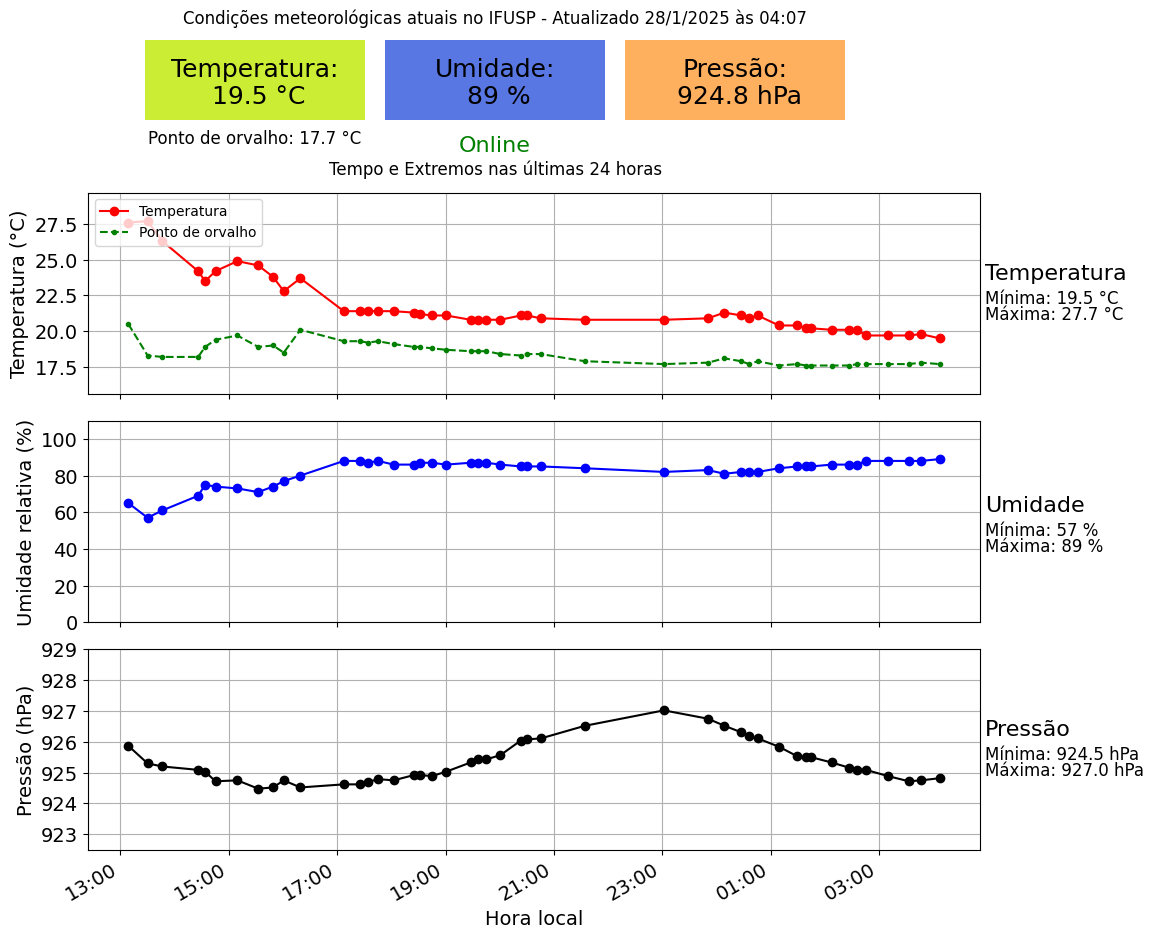 Condições meteorológicas atuais no IFUSP - Atualizado 28/1/2025 às 04:07
Temperatura:
19.5 °C
Umidade:
89 %
Pressão:
924.8 hPa
Ponto de orvalho: 17.7 °C
Online
Tempo e Extremos nas últimas 24 horas
Temperatura (°C)
27.5
25.0
22.5
20.0
17.5
Temperatura
Ponto de orvalho
Temperatura
Mínima: 19.5 °C
Máxima: 27.7 °C
Umidade relativa (%)
100
80
60
40
20
0
Umidade
Mínima: 57 %
Máxima: 89 %
Pressão (hPa)
929
928
927
926
925
924
923
Pressão
Mínima: 924.5 hPa
Máxima: 927.0 hPa
13:00
15:00
17:00
19:00
21:00
23:00
01:00
03:00
Hora local